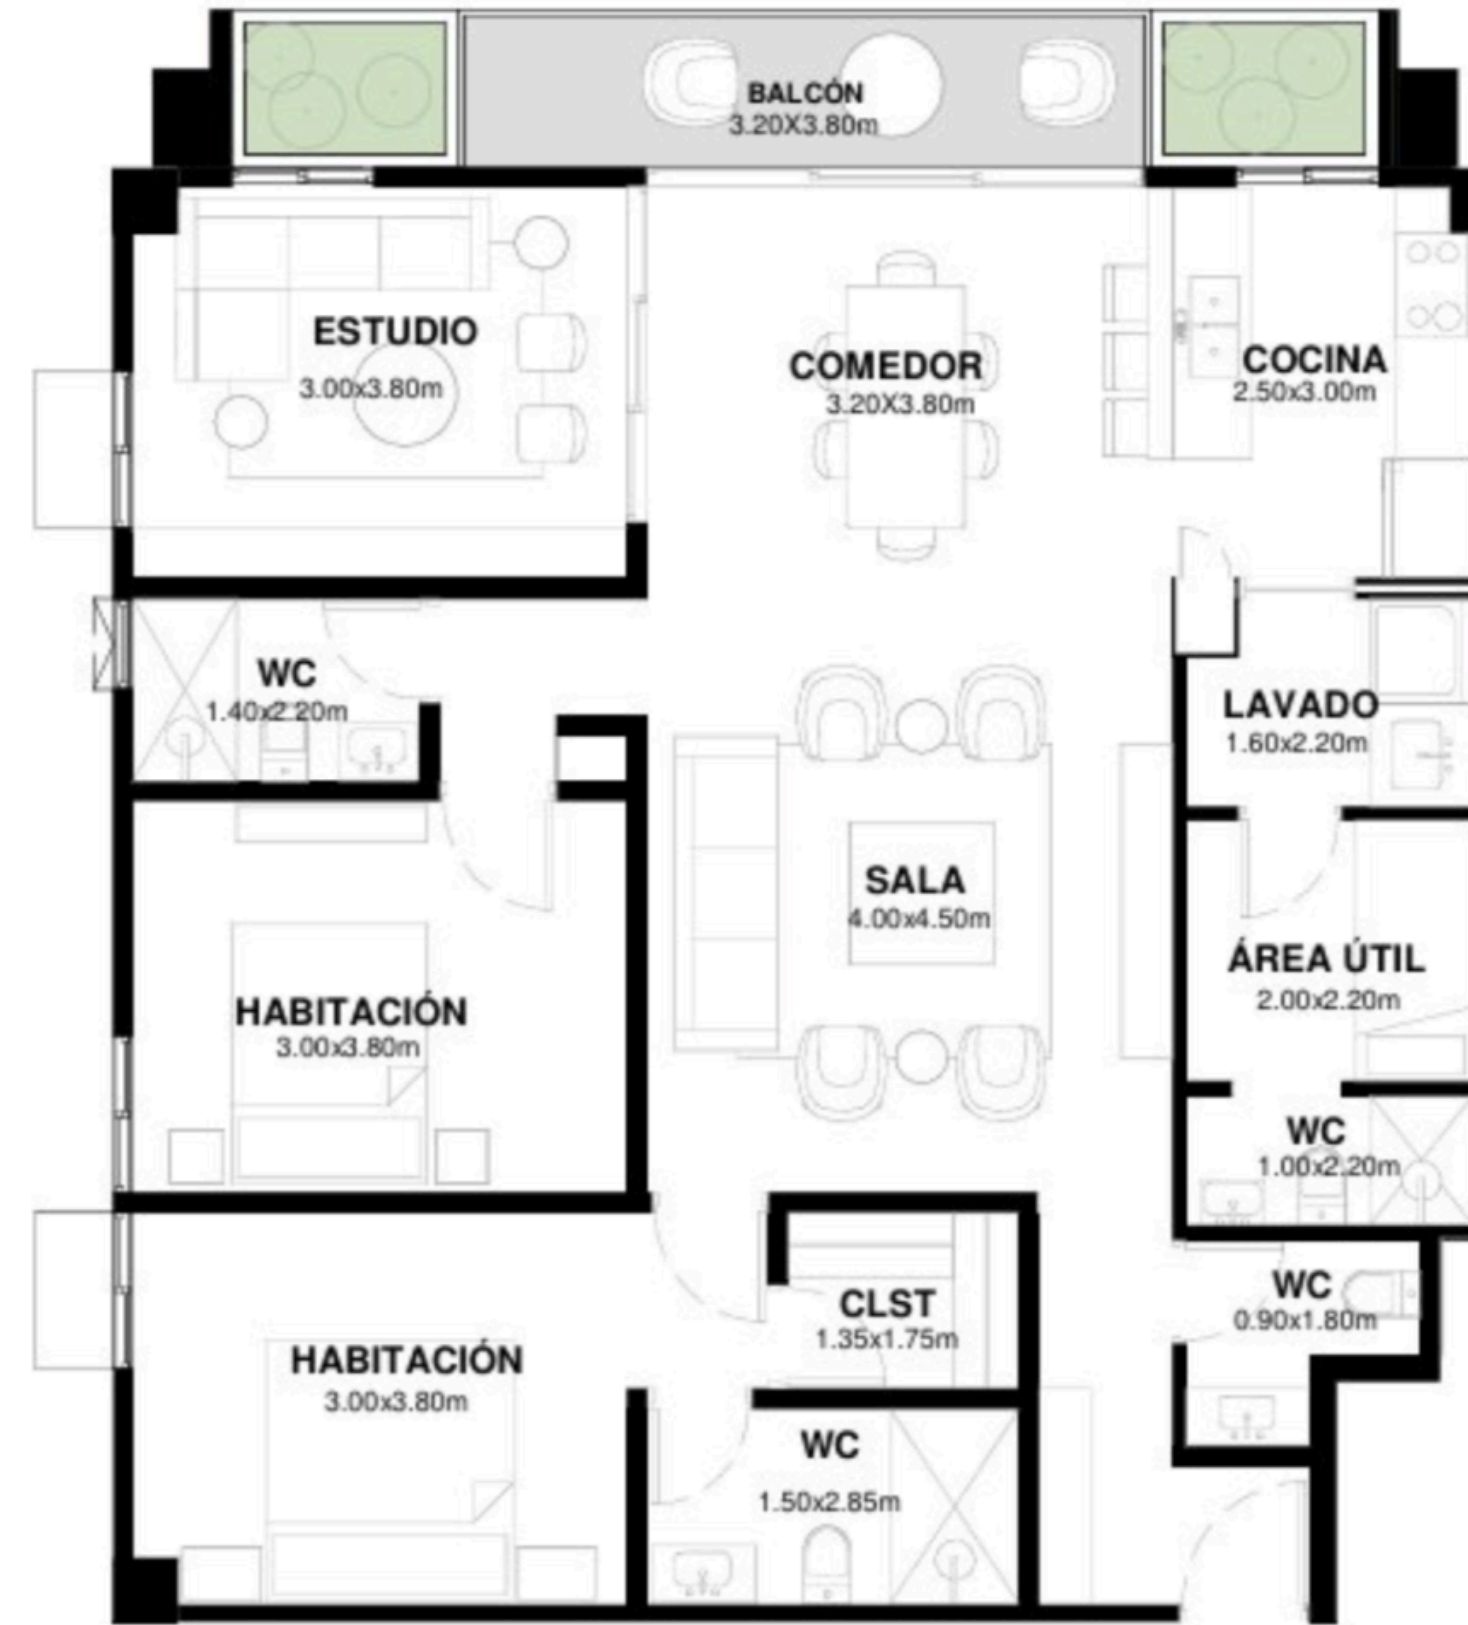 BALCÓN
3.20X3.80m
ESTUDIO
3.00x3.80m
COMEDOR
3.20X3.80m
COCINA
2.50x3.00m
WC
1.40x2.20m
LAVADO
1.60x2.20m
SALA
4.00x4.50m
ÁREA ÚTIL
2.00x2.20m
HABITACIÓN
3.00x3.80m
WC
1.00x2.20m
WC
0.90x1.80m
CLST
1.35x1.75m
HABITACIÓN
3.00x3.80m
WC
1.50x2.85m